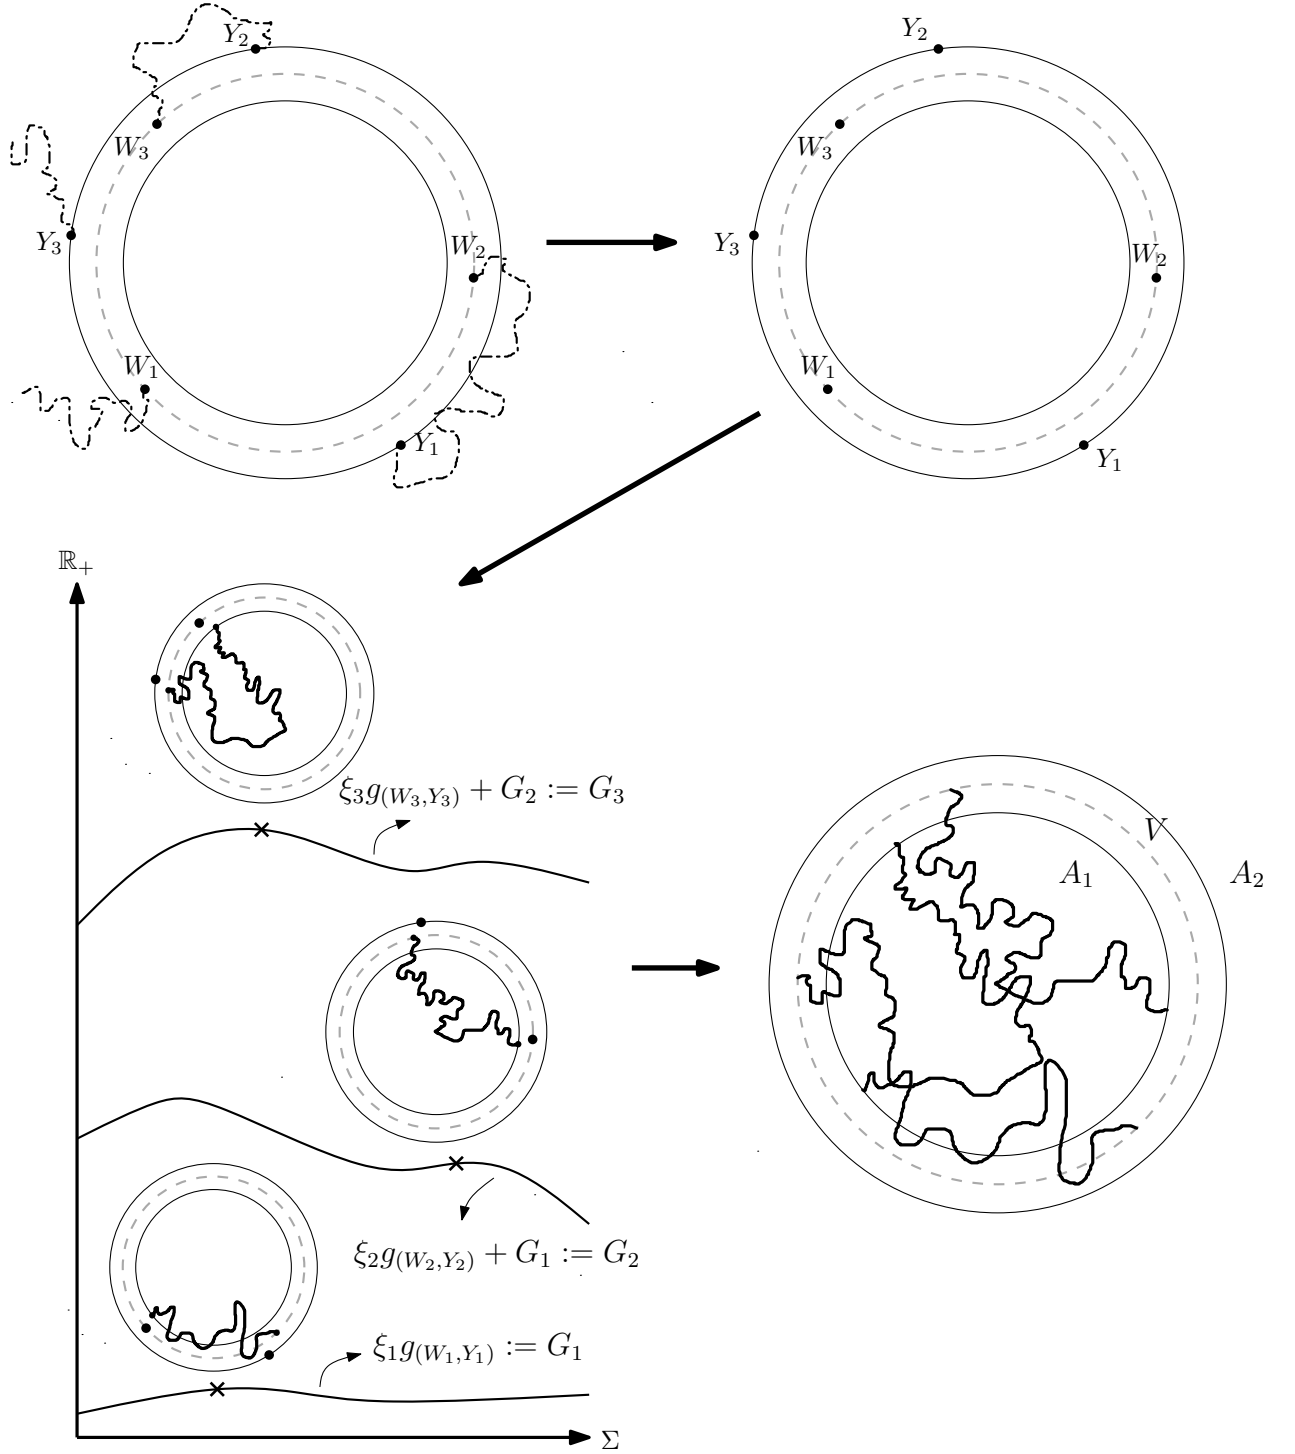 Y₂
W₃
Y₃
W₂
W₁
Y₁
Y₂
W₃
Y₃
W₂
W₁
Y₁
ℝ₊
ξ₃g₍W₃,Y₃₎ + G₂ := G₃
V
A₁
A₂
ξ₂g₍W₂,Y₂₎ + G₁ := G₂
ξ₁g₍W₁,Y₁₎ := G₁
Σ